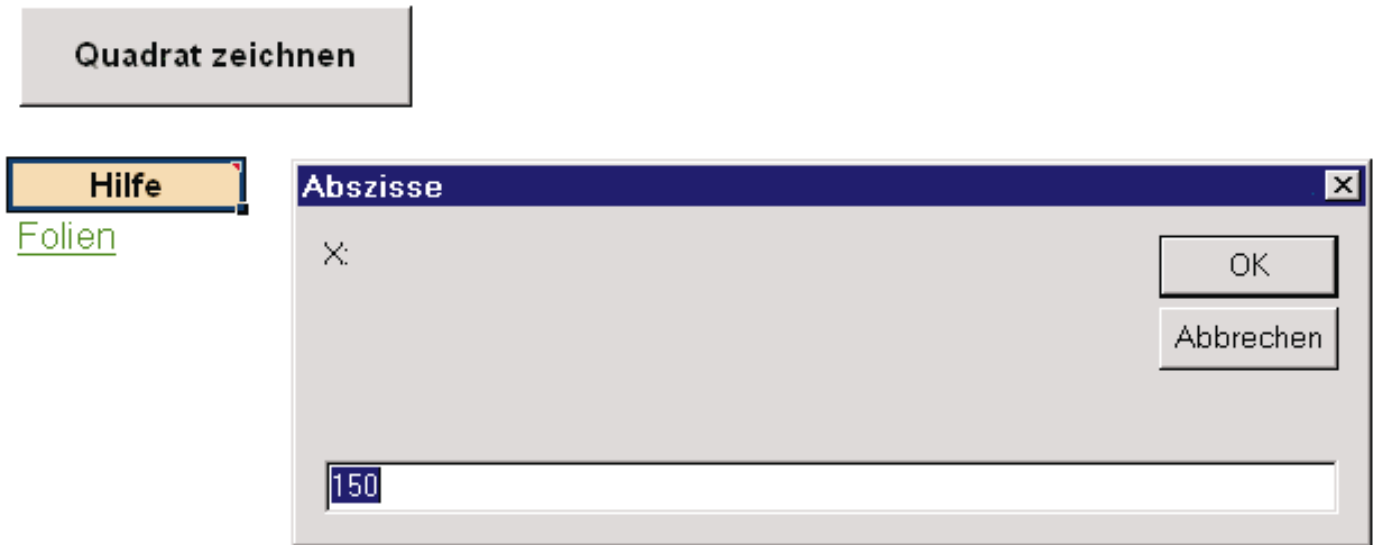 Quadrat zeichnen
Hilfe
Folien
Abszisse
X:
OK
Abbrechen
150